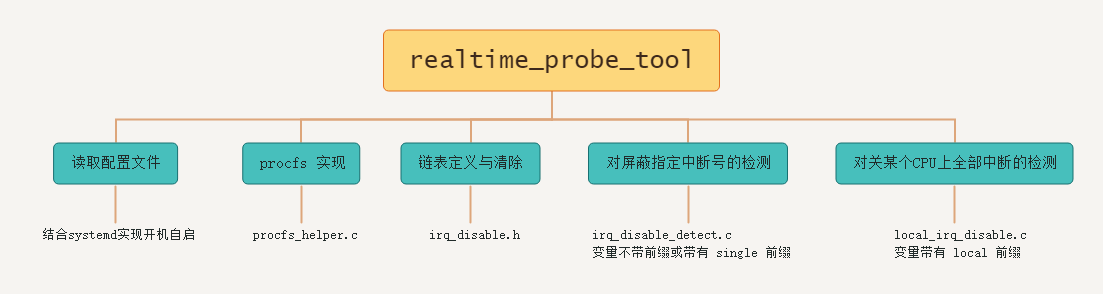 realtime_probe_tool
读取配置文件
procfs 实现
链表定义与清除
对屏蔽指定中断号的检测
对关某个CPU上全部中断的检测
结合systemd实现开机自启
procfs_helper.c
irq_disable.h
irq_disable_detect.c
变量不带前缀或带有 single 前缀
local_irq_disable.c
变量带有 local 前缀